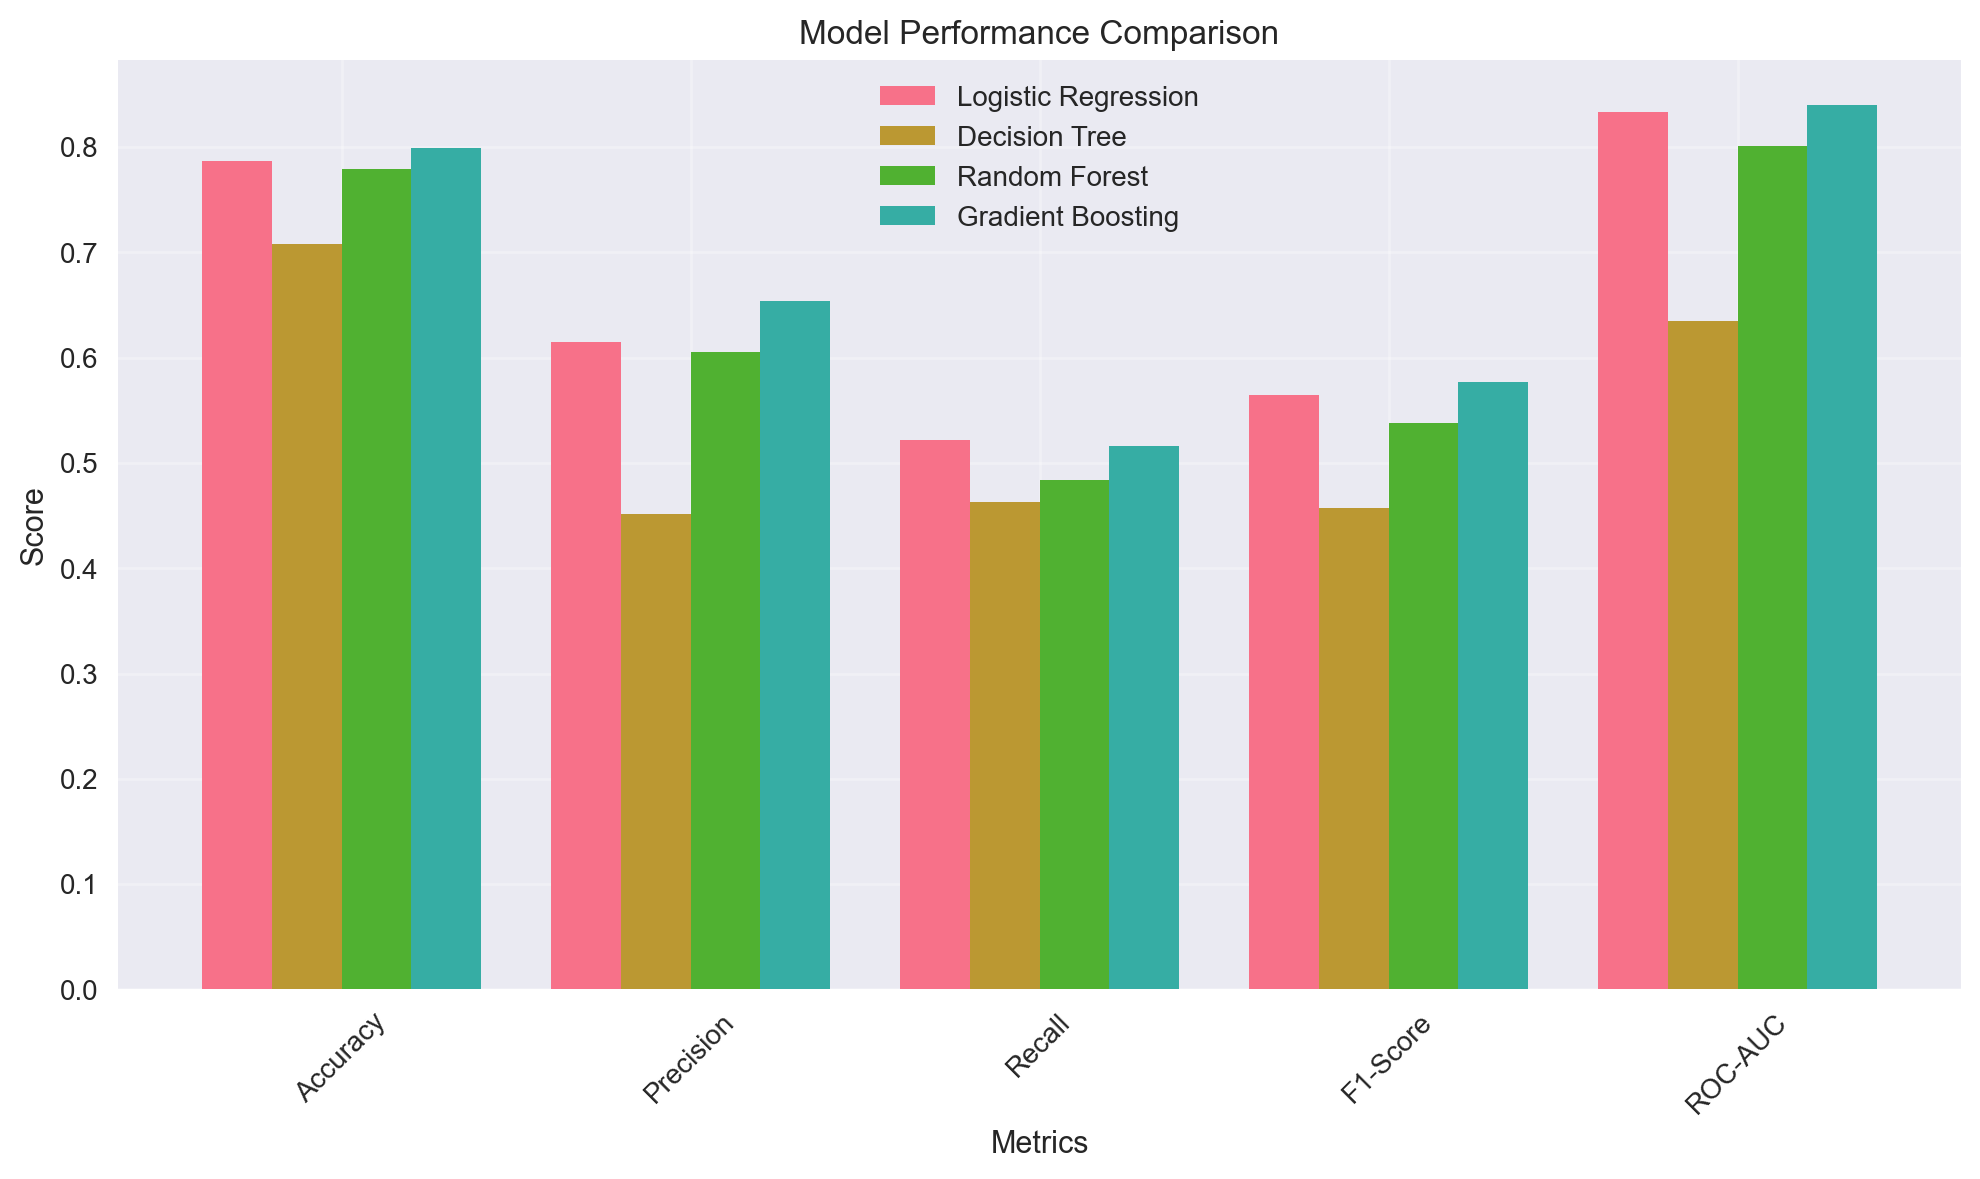 Model Performance Comparison
Logistic Regression
Decision Tree
Random Forest
Gradient Boosting
0.8
0.7
0.6
0.5
0.4
0.3
0.2
0.1
0.0
Score
Accuracy
Precision
Recall
F1-Score
ROC-AUC
Metrics